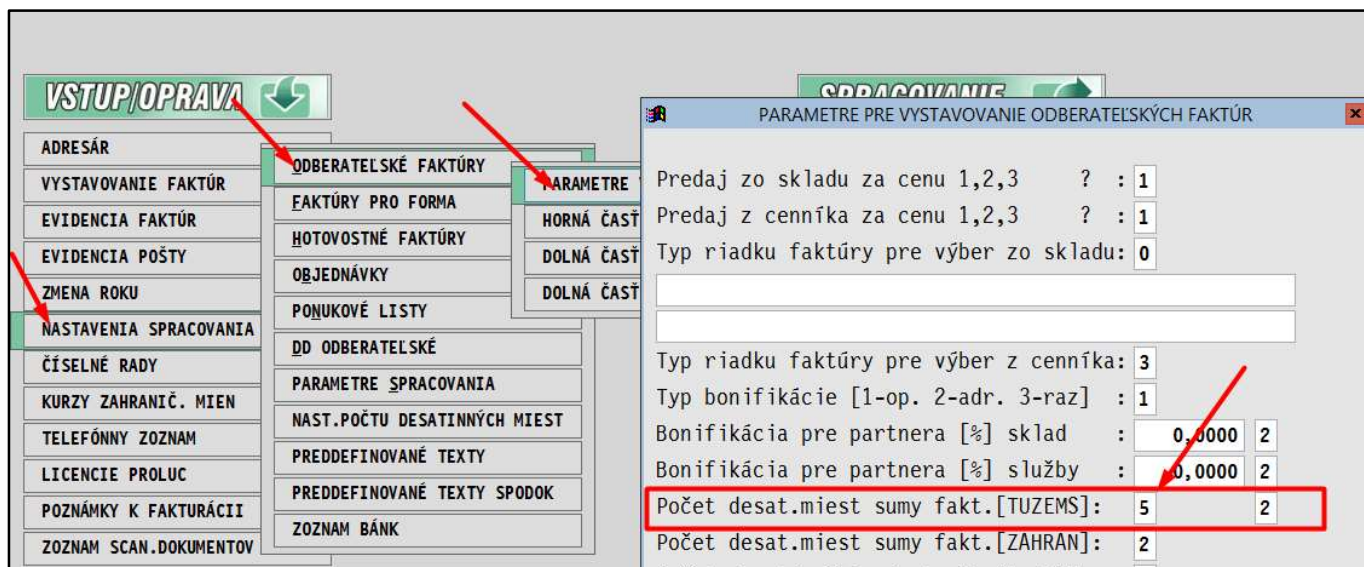 VSTUP/OPRAVA
ADRESÁR
VYSTAVOVANIE FAKTÚR
EVIDENCIA FAKTÚR
EVIDENCIA POŠTY
ZMENA ROKU
NASTAVENIA SPRACOVANIA
ČÍSELNÉ RADY
KURZY ZAHRANIČ. MIEN
TELEFÓNNY ZOZNAM
LICENCIE PROLUC
POZNÁMKY K FAKTURÁCII
ZOZNAM SCAN.DOKUMENTOV
ODBERATELSKÉ FAKTÚRY
FAKTÚRY PRO FORMA
HOTOVOSTNÉ FAKTÚRY
OBJEDNÁVKY
PONUKOVÉ LISTY
DD ODBERATELSKÉ
PARAMETRE SPRACOVANIA
NAST.POČTU DESATINNÝCH MIEST
PREDDEFINOVANÉ TEXTY
PREDDEFINOVANÉ TEXTY SPODOK
ZOZNAM BÁNK
PARAMETRE
HORNÁ ČASŤ
DOLNÁ ČASŤ
DOLNÁ ČASŤ
SPRACOVANIE
PARAMETRE PRE VYSTAVOVANIE ODBERATEĽSKÝCH FAKTÚR
Predaj zo skladu za cenu 1,2,3 ? : 1
Predaj z cenníka za cenu 1,2,3 ? : 1
Typ riadku faktúry pre výber zo skladu: 0
Typ riadku faktúry pre výber z cenníka: 3
Typ bonifikácie [1-op. 2-adr. 3-raz] : 1
Bonifikácia pre partnera [%] sklad : 0,0000 2
Bonifikácia pre partnera [%] služby : 0,0000 2
Počet desat.miest sumy fakt.[TUZEMS]: 5 2
Počet desat.miest sumy fakt.[ZAHRAN]: 2